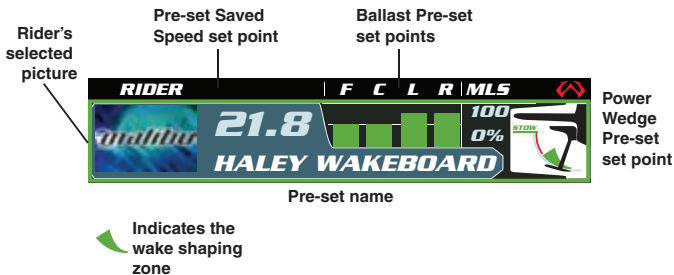 Rider's
selected
picture
Pre-set Saved
Speed set point
Ballast Pre-set
set points
RIDER F C L R MLS
malibu
21.8
100
0%
STOW
HALEY WAKEBOARD
Power
Wedge
Pre-set
set point
Pre-set name
Indicates the
wake shaping
zone